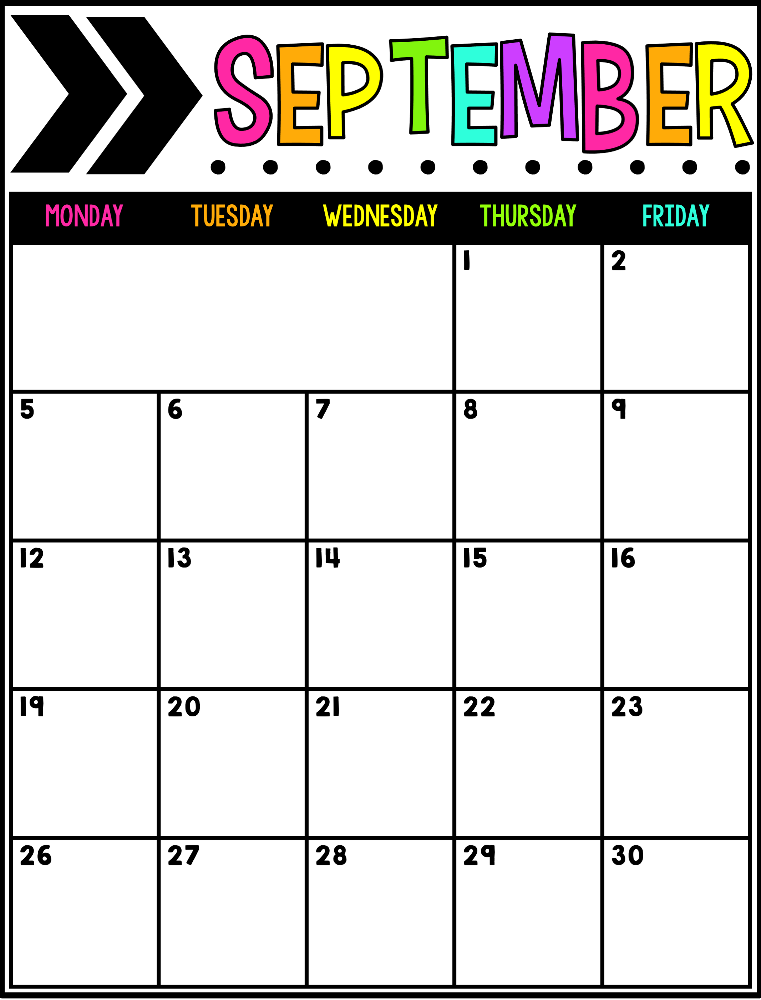 SEPTEMBER
MONDAY TUESDAY WEDNESDAY THURSDAY FRIDAY
1 2
5 6 7 8 9
12 13 14 15 16
19 20 21 22 23
26 27 28 29 30